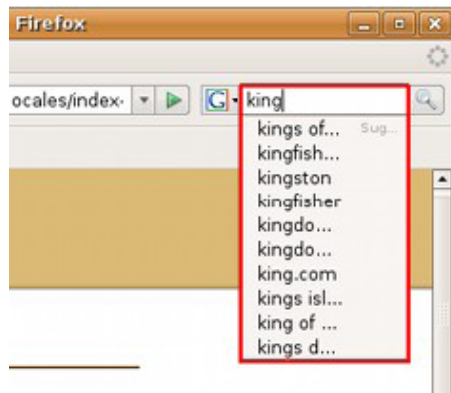 Firefox
ocales/index-
G king
kings of... Sug...
kingfish...
kingston
kingfisher
kingdo...
kingdo...
king.com
kings isl...
king of ...
kings d...